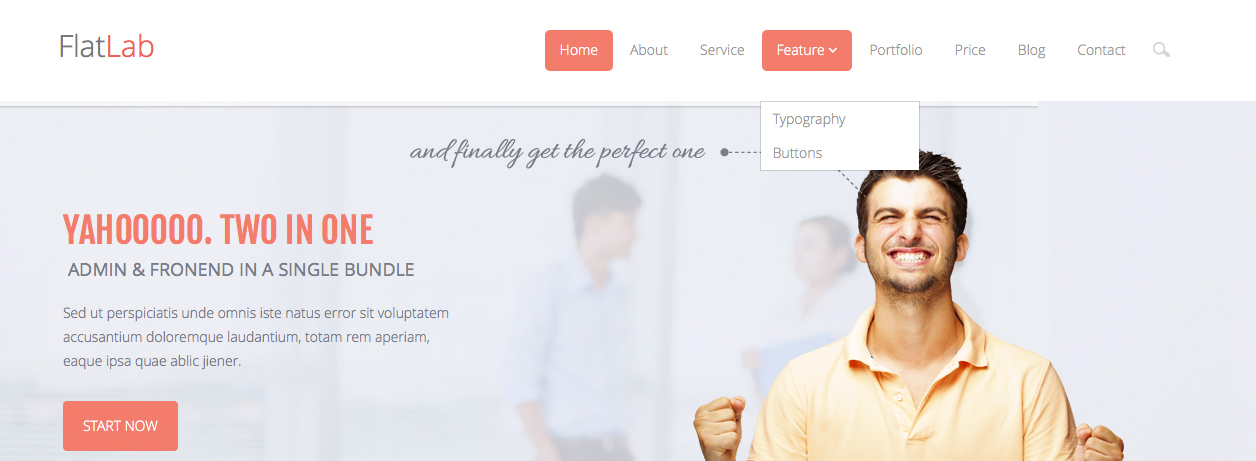 FlatLab
Home About Service Feature Portfolio Price Blog Contact
Typography
Buttons
and finally get the perfect one
YAHOOOOO. TWO IN ONE
ADMIN & FRONEND IN A SINGLE BUNDLE
Sed ut perspiciatis unde omnis iste natus error sit voluptatem
accusantium doloremque laudantium, totam rem aperiam,
eaque ipsa quae ablic jiener.
START NOW